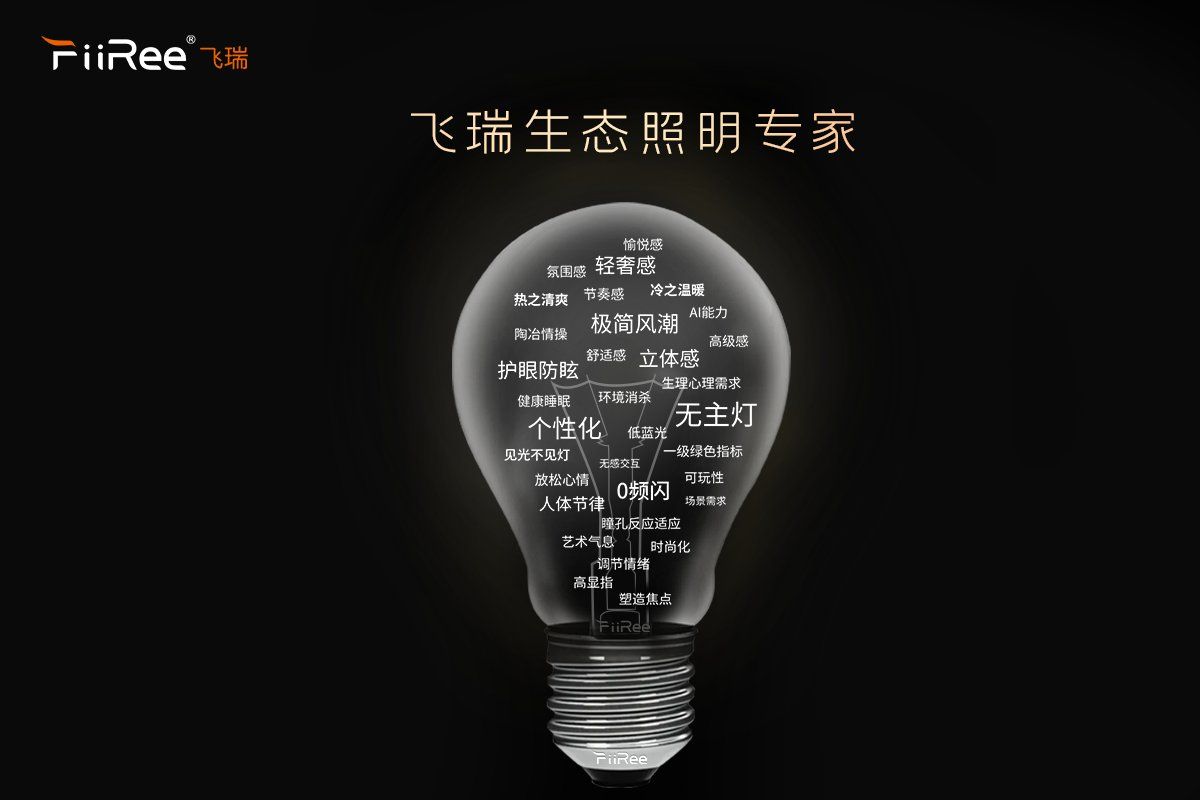 FiiRee® 飞瑞
飞瑞生态照明专家
愉悦感
氛围感 轻奢感
热之清爽 节奏感 冷之温暖
极简风潮 AI能力
陶冶情操 高级感
舒适感 立体感
护眼防眩 生理心理需求
健康睡眠 环境消杀
无主灯
个性化 低蓝光
见光不见灯 一级绿色指标
无感交互
放松心情 可玩性
0频闪
人体节律 场景需求
瞳孔反应适应
艺术气息 时尚化
调节情绪
高显指
塑造焦点
FiiRee
FiiRee